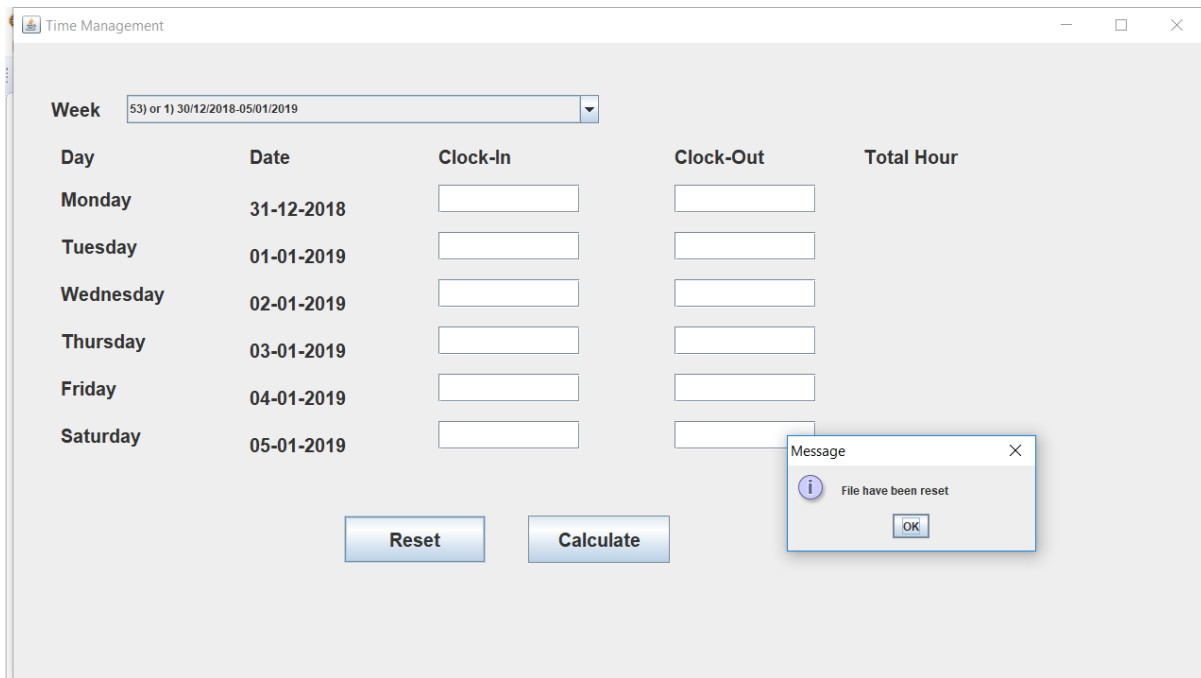 Time Management
Week 53) or 1) 30/12/2018-05/01/2019
Day Date Clock-In Clock-Out Total Hour
Monday 31-12-2018
Tuesday 01-01-2019
Wednesday 02-01-2019
Thursday 03-01-2019
Friday 04-01-2019
Saturday 05-01-2019
Message
File have been reset
OK
Reset Calculate